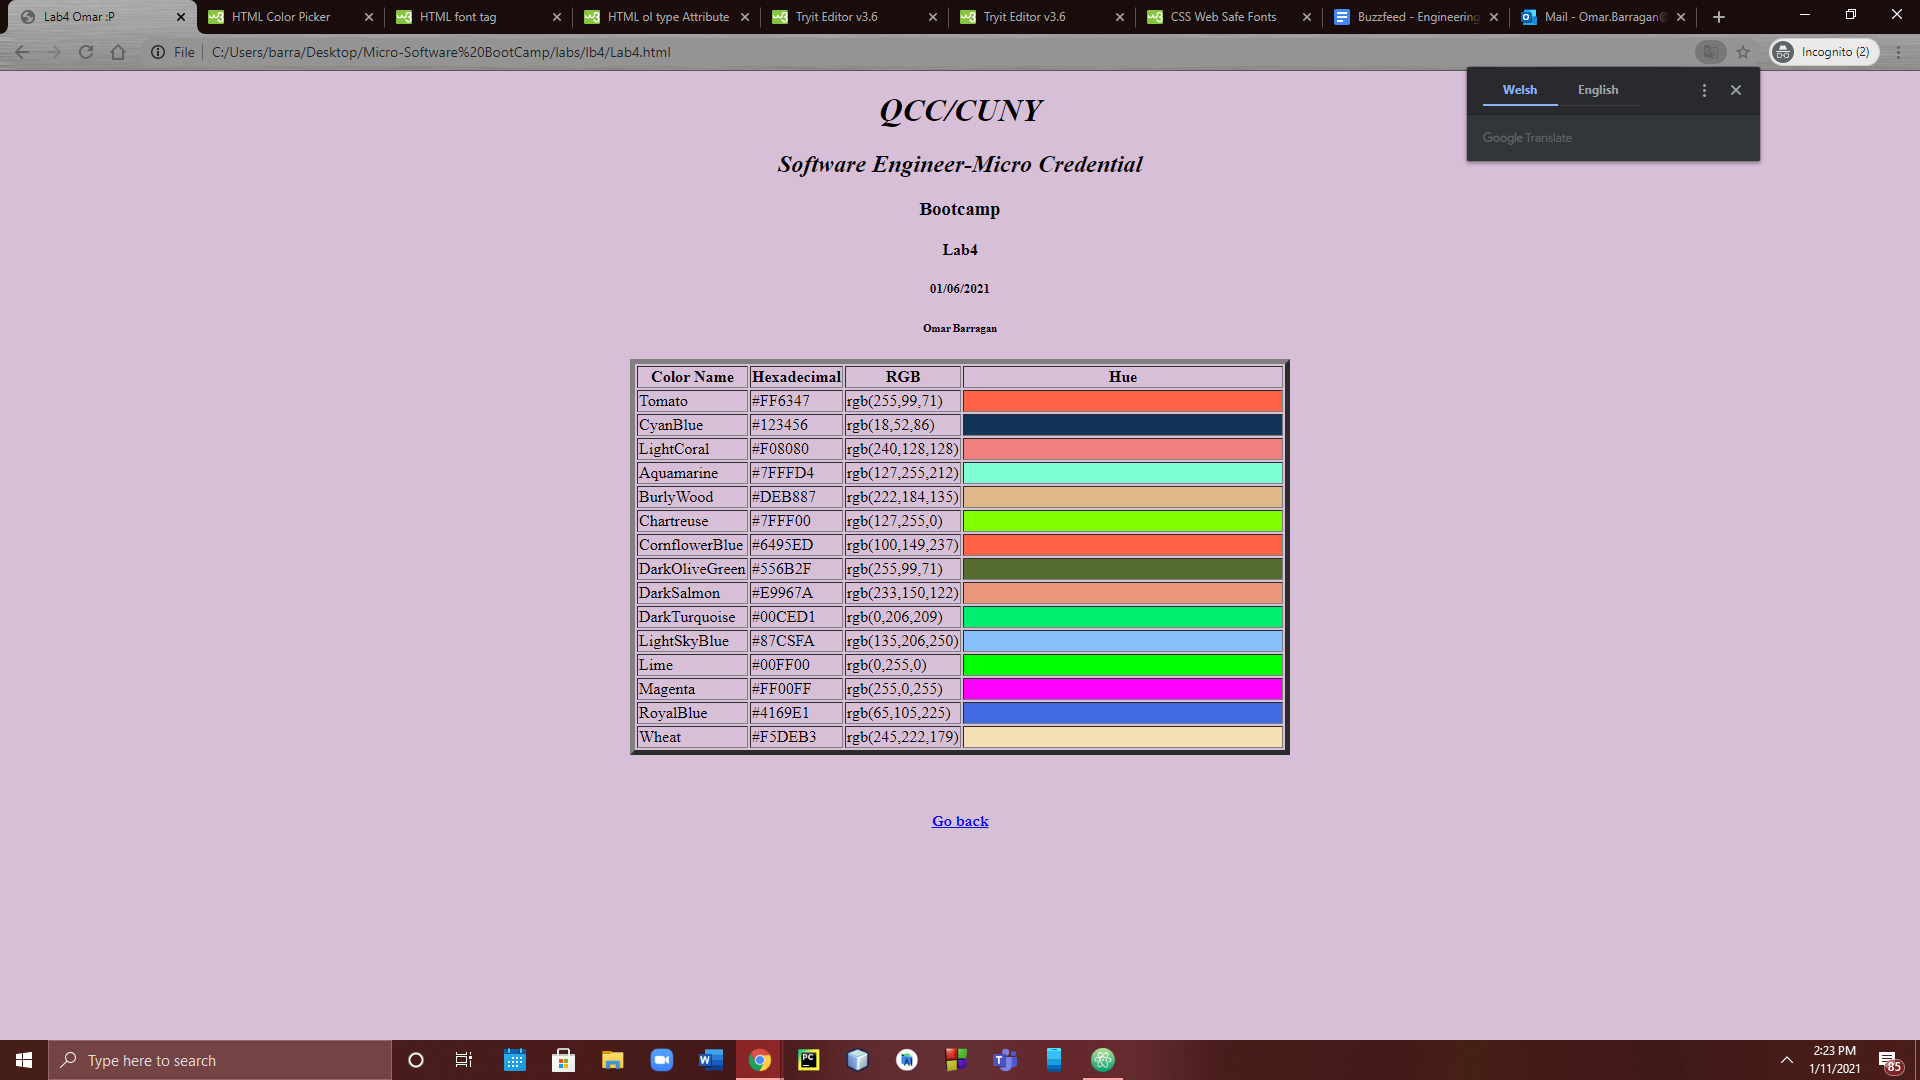 Lab4 Omar :P
HTML Color Picker
HTML font tag
HTML ol type Attribute
Tryit Editor v3.6
Tryit Editor v3.6
CSS Web Safe Fonts
Buzzfeed - Engineering
Mail - Omar.Barragan@
File
C:/Users/barra/Desktop/Micro-Software%20BootCamp/labs/lb4/Lab4.html
Incognito (2)
Welsh English
Google Translate
QCC/CUNY
Software Engineer-Micro Credential
Bootcamp
Lab4
01/06/2021
Omar Barragan
Color Name Hexadecimal RGB Hue
Tomato #FF6347 rgb(255,99,71)
CyanBlue #123456 rgb(18,52,86)
LightCoral #F08080 rgb(240,128,128)
Aquamarine #7FFFD4 rgb(127,255,212)
BurlyWood #DEB887 rgb(222,184,135)
Chartreuse #7FFF00 rgb(127,255,0)
CornflowerBlue #6495ED rgb(100,149,237)
DarkOliveGreen #556B2F rgb(255,99,71)
DarkSalmon #E9967A rgb(233,150,122)
DarkTurquoise #00CED1 rgb(0,206,209)
LightSkyBlue #87CSFA rgb(135,206,250)
Lime #00FF00 rgb(0,255,0)
Magenta #FF00FF rgb(255,0,255)
RoyalBlue #4169E1 rgb(65,105,225)
Wheat #F5DEB3 rgb(245,222,179)
Go back
Type here to search
2:23 PM
1/11/2021
85